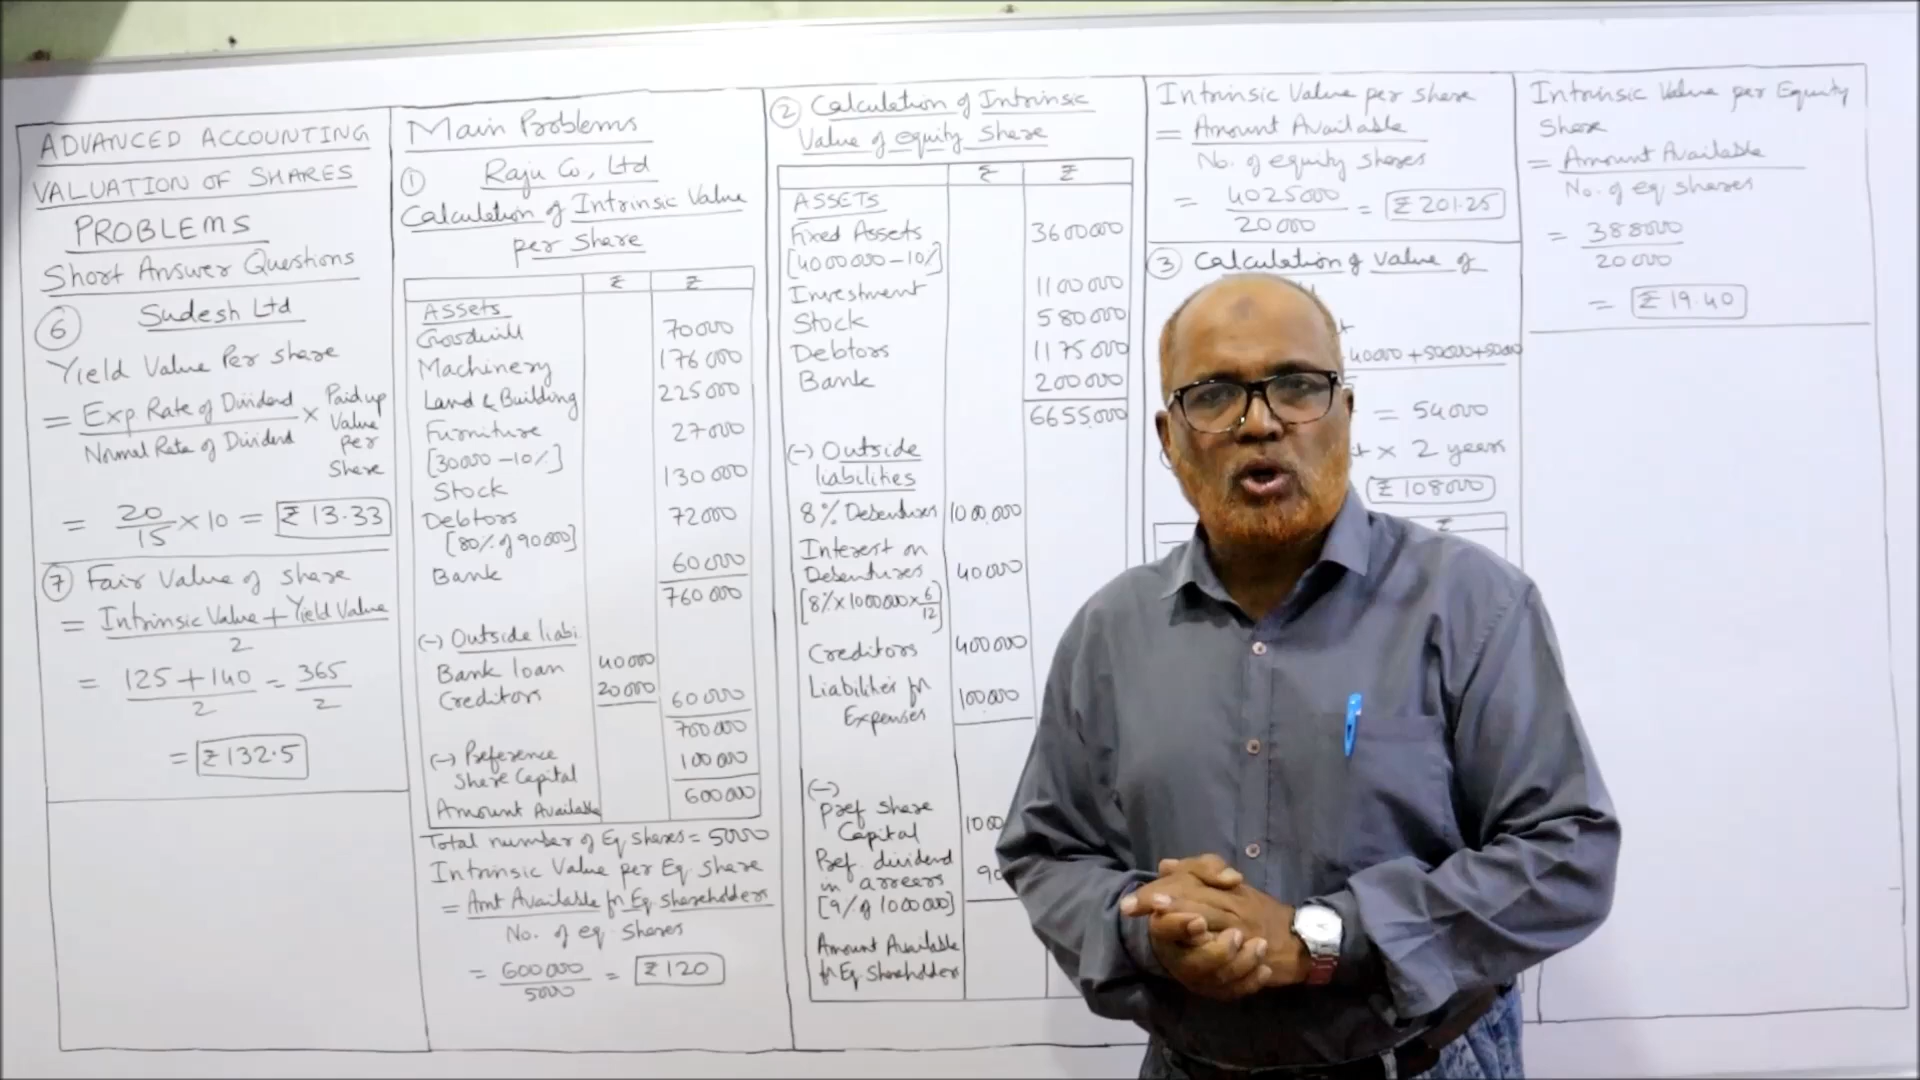 ADVANCED ACCOUNTING
VALUATION OF SHARES
PROBLEMS
Short Answer Questions
6 Sudesh Ltd
Yield Value Per share
= Exp Rate of Dividend / Normal Rate of Dividend × Paid up Value per Share
= 20/15 × 10 = ₹ 13.33
7 Fair Value of share
= Intrinsic Value + Yield Value / 2
= 125 + 140 / 2 = 365 / 2
= ₹ 132.5
Main Problems
1 Raju Co, Ltd
Calculation of Intrinsic Value
per share
₹ ₹
Assets
Goodwill 70000
Machinery 176000
Land & Building 225000
Furniture 27000
[30000 – 10%]
Stock 130000
Debtors 72000
[80% of 90000]
Bank 60000
760000
(-) Outside liabi
Bank loan 40000
Creditors 20000 60000
700000
(-) Preference 100000
Share Capital
Amount Available 600000
Total number of Eq shares = 5000
Intrinsic Value per Eq share
= Amt Available for Eq shareholders
No. of eq shares
= 600000 / 5000 = ₹ 120
2 Calculation of Intrinsic
Value of equity share
₹ ₹
ASSETS
Fixed Assets 3600000
[4000000 – 10%]
Investment 1100000
Stock 580000
Debtors 1175000
Bank 200000
6655000
(-) Outside
liabilities
8% Debentures 1000000
Interest on
Debentures 40000
[8% × 1000000 × 6/12]
Creditors 400000
Liabilities for 100000
Expenses
(-)
Pref share
Capital
Pref. dividend
in arrears
[9% of 1000000]
Amount Available
for Eq shareholders
Intrinsic Value per share
= Amount Available
No. of equity shares
= 4025000 / 20000 = ₹ 201.25
3 Calculation of Value of
40000 + 50000 + 50000
= 54000
× 2 years
₹ 108000
₹
Intrinsic Value per Equity
Share
= Amount Available
No. of eq shares
= 388000 / 20000
= ₹ 19.40